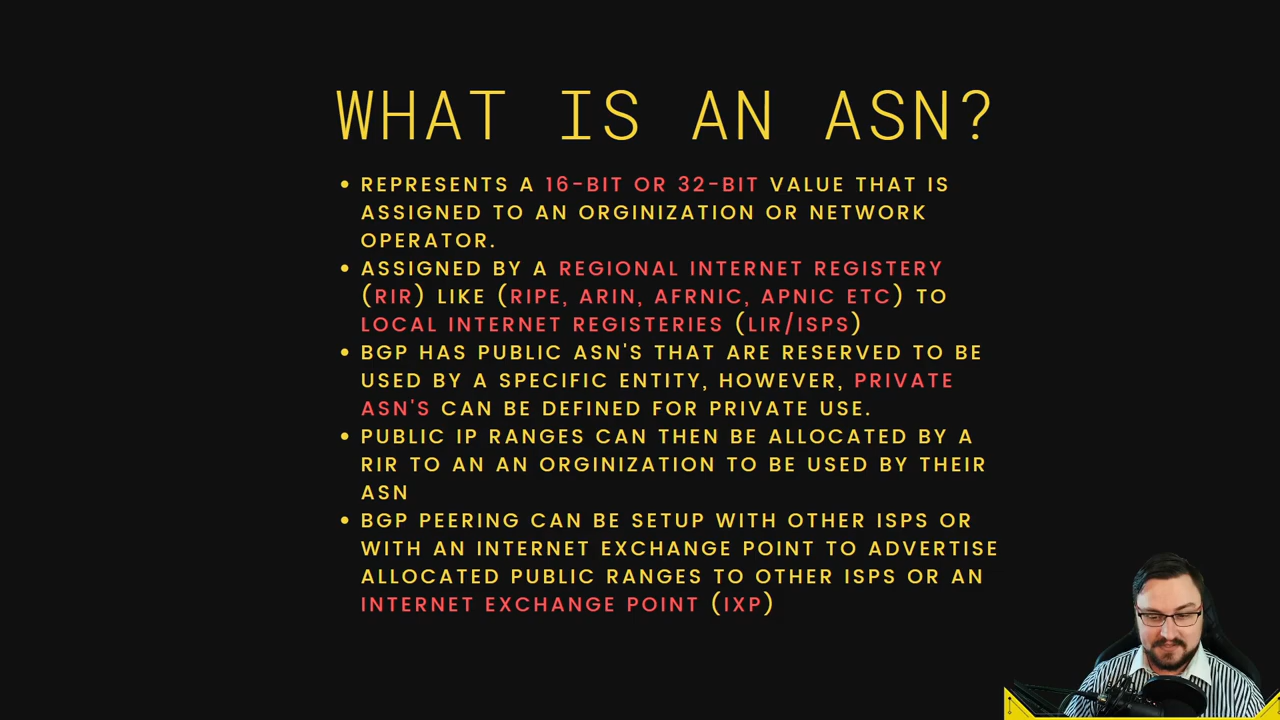 WHAT IS AN ASN?
• REPRESENTS A 16-BIT OR 32-BIT VALUE THAT IS
ASSIGNED TO AN ORGINIZATION OR NETWORK
OPERATOR.
• ASSIGNED BY A REGIONAL INTERNET REGISTERY
(RIR) LIKE (RIPE, ARIN, AFRNIC, APNIC ETC) TO
LOCAL INTERNET REGISTERIES (LIR/ISPS)
• BGP HAS PUBLIC ASN'S THAT ARE RESERVED TO BE
USED BY A SPECIFIC ENTITY, HOWEVER, PRIVATE
ASN'S CAN BE DEFINED FOR PRIVATE USE.
• PUBLIC IP RANGES CAN THEN BE ALLOCATED BY A
RIR TO AN AN ORGINIZATION TO BE USED BY THEIR
ASN
• BGP PEERING CAN BE SETUP WITH OTHER ISPS OR
WITH AN INTERNET EXCHANGE POINT TO ADVERTISE
ALLOCATED PUBLIC RANGES TO OTHER ISPS OR AN
INTERNET EXCHANGE POINT (IXP)